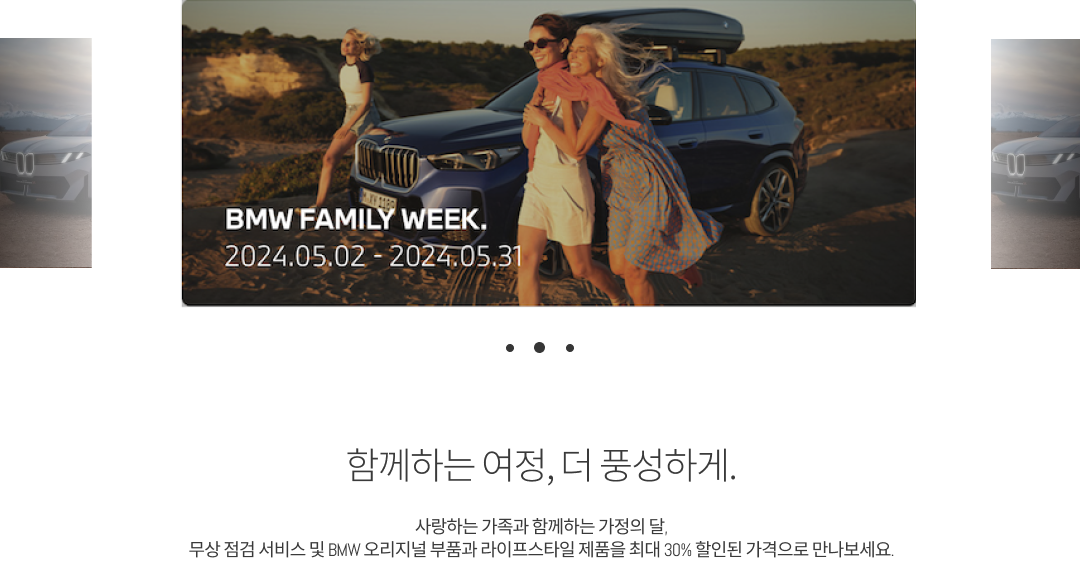 BMW FAMILY WEEK.
2024.05.02 - 2024.05.31
함께하는 여정, 더 풍성하게.
사랑하는 가족과 함께하는 가정의 달,
무상 점검 서비스 및 BMW 오리지널 부품과 라이프스타일 제품을 최대 30% 할인된 가격으로 만나보세요.